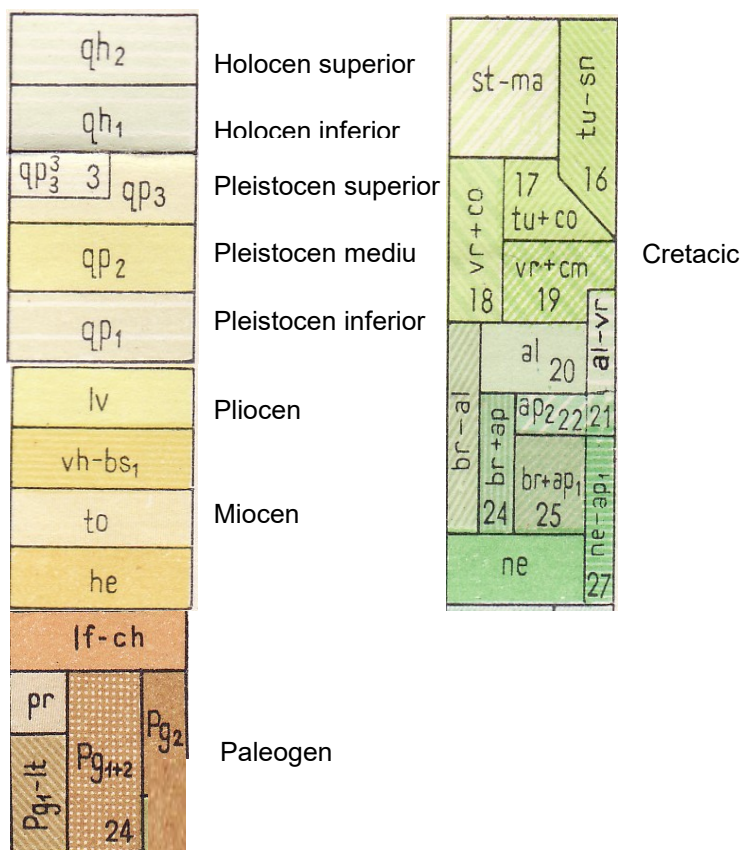 qh2
Holocen superior
qh1
Holocen inferior
qp33 3 qp3
Pleistocen superior
qp2
Pleistocen mediu
qp1
Pleistocen inferior
lv
Pliocen
vh-bs1
to
Miocen
he
lf-ch
pr
Pg1-lt
Pg1+2
24
Pg2
Paleogen
st-ma
tu-sn
16
vr+co
18
17
tu+co
vr+cm
19
al-vr
21
Cretacic
al
20
br-al
br+ap
24
ap2 22
br+ap1
25
ne-ap1
27
ne